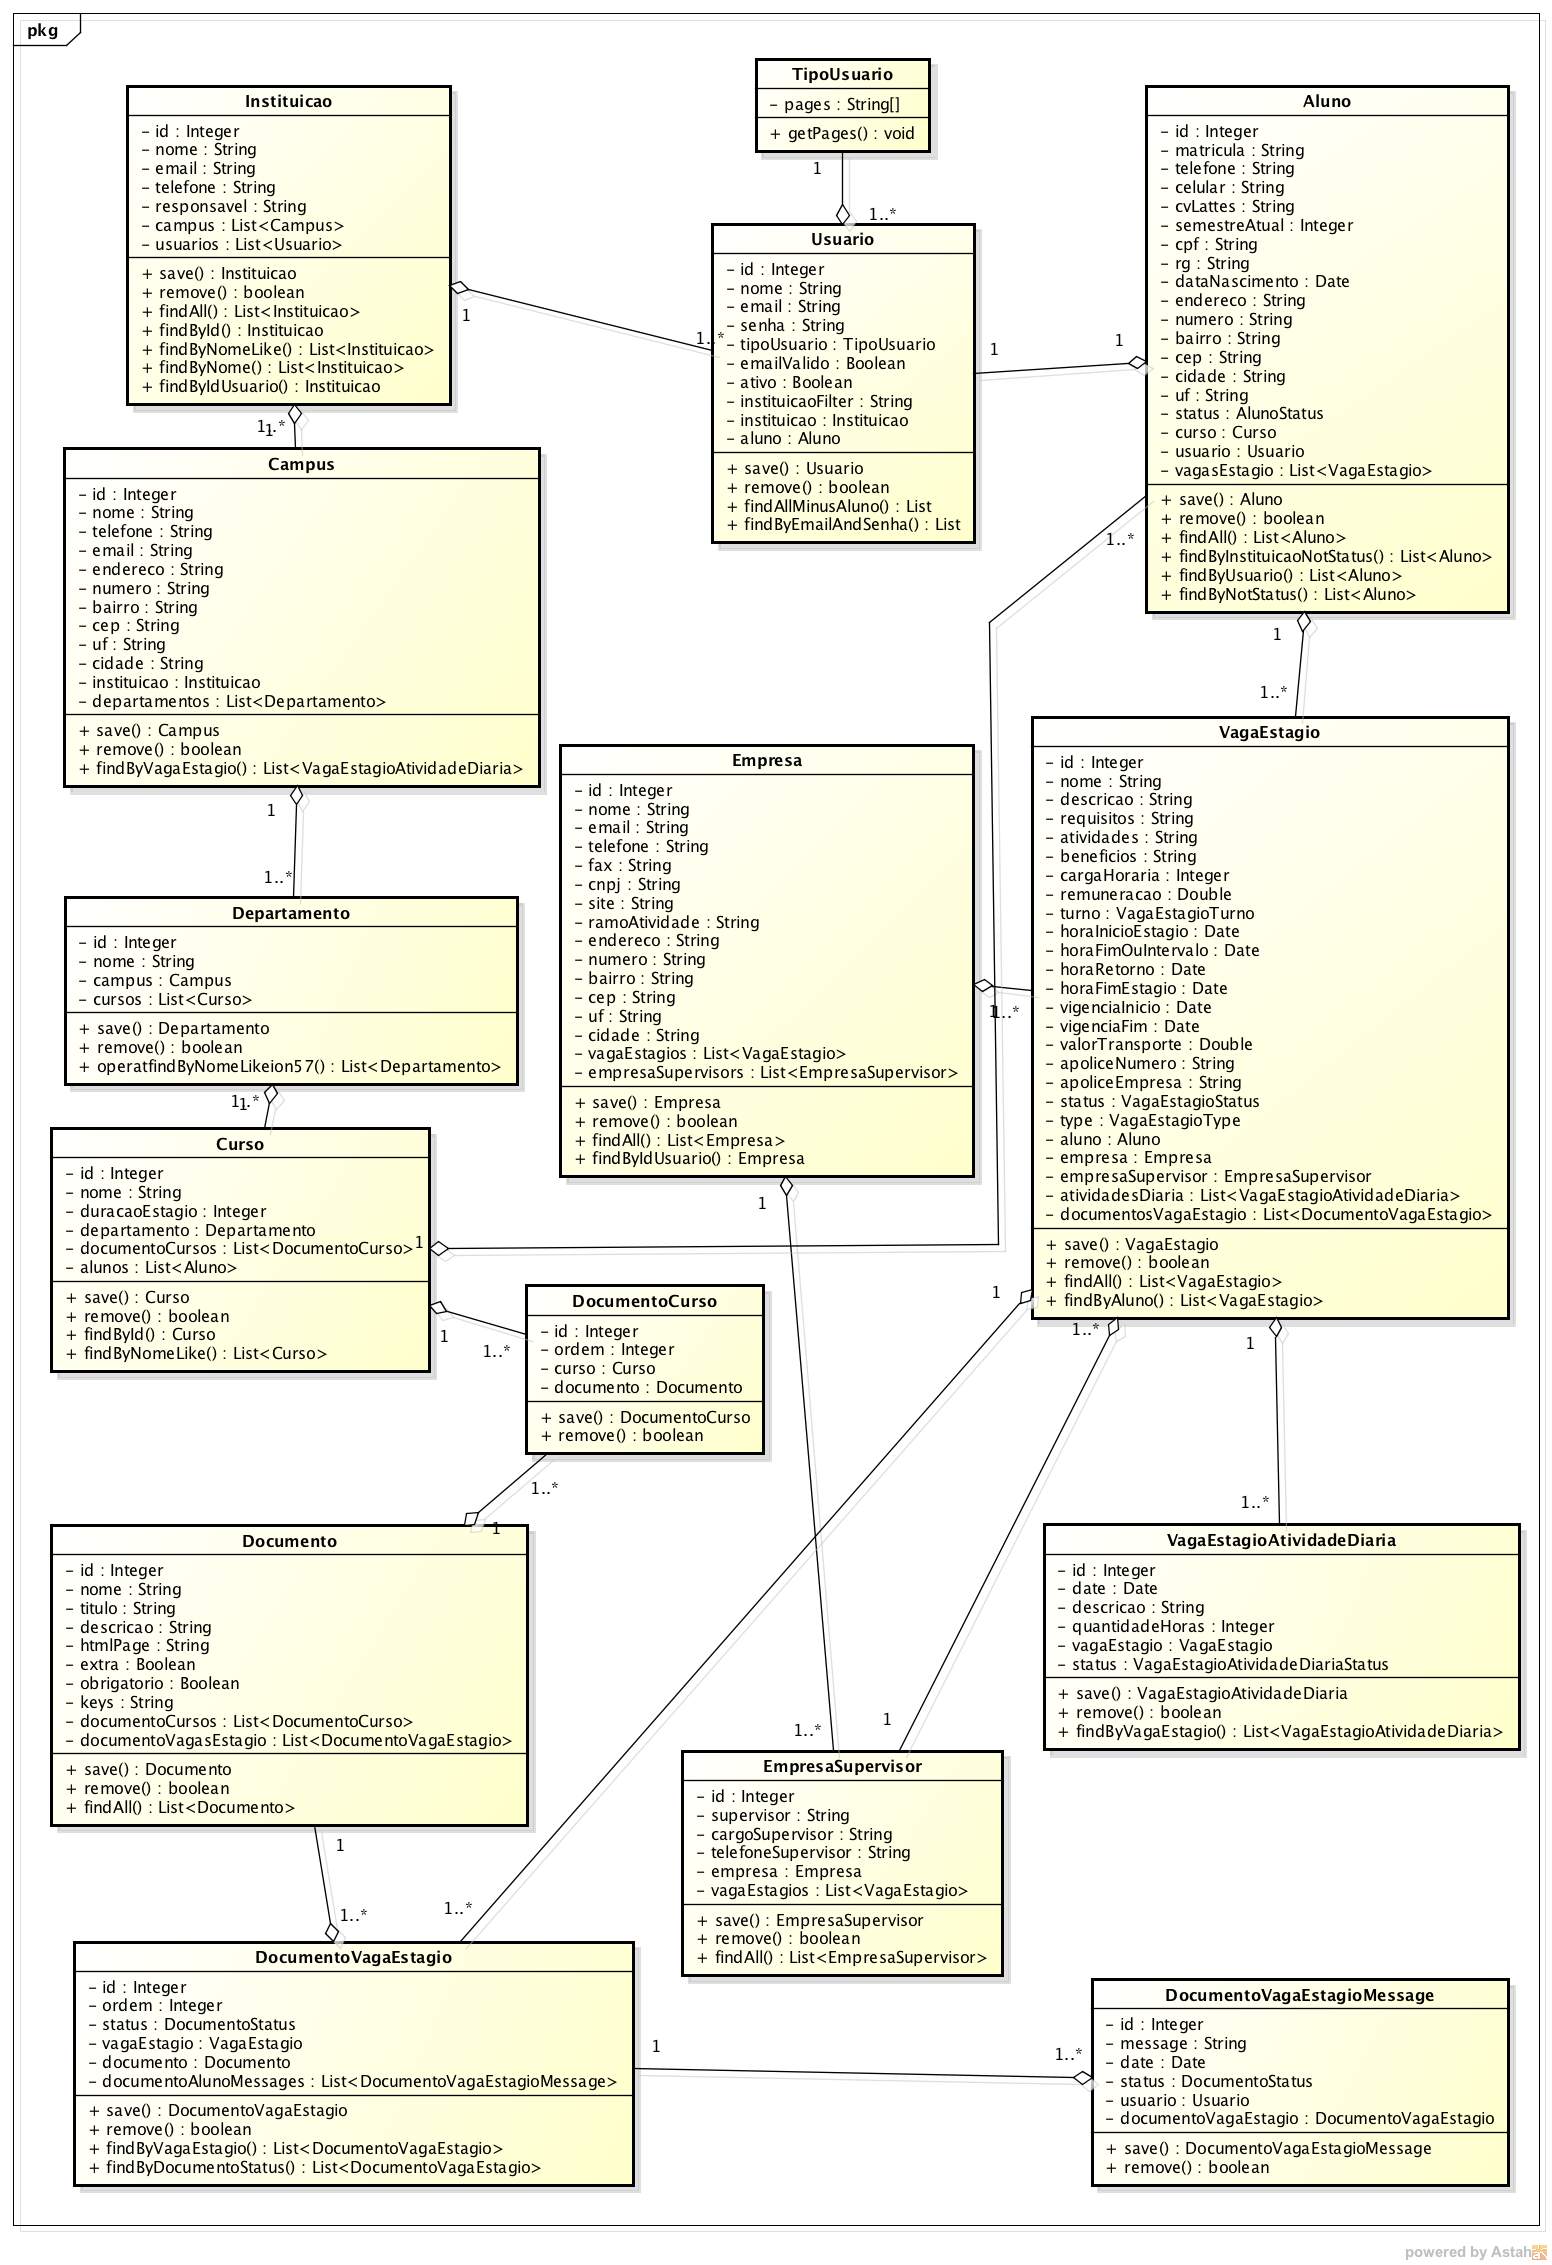 pkg
TipoUsuario
- pages : String[]
+ getPages() : void
1
1..*
Instituicao
- id : Integer
- nome : String
- email : String
- telefone : String
- responsavel : String
- campus : List<Campus>
- usuarios : List<Usuario>
+ save() : Instituicao
+ remove() : boolean
+ findAll() : List<Instituicao>
+ findById() : Instituicao
+ findByNomeLike() : List<Instituicao>
+ findByNome() : List<Instituicao>
+ findByIdUsuario() : Instituicao
1
1..*
1
1..*
Usuario
- id : Integer
- nome : String
- email : String
- senha : String
- tipoUsuario : TipoUsuario
- emailValido : Boolean
- ativo : Boolean
- instituicaoFilter : String
- instituicao : Instituicao
- aluno : Aluno
+ save() : Usuario
+ remove() : boolean
+ findAllMinusAluno() : List
+ findByEmailAndSenha() : List
1
1
Aluno
- id : Integer
- matricula : String
- telefone : String
- celular : String
- cvLattes : String
- semestreAtual : Integer
- cpf : String
- rg : String
- dataNascimento : Date
- endereco : String
- numero : String
- bairro : String
- cep : String
- cidade : String
- uf : String
- status : AlunoStatus
- curso : Curso
- usuario : Usuario
- vagasEstagio : List<VagaEstagio>
+ save() : Aluno
+ remove() : boolean
+ findAll() : List<Aluno>
+ findByInstituicaoNotStatus() : List<Aluno>
+ findByUsuario() : List<Aluno>
+ findByNotStatus() : List<Aluno>
1..*
1
1..*
Campus
- id : Integer
- nome : String
- telefone : String
- email : String
- endereco : String
- numero : String
- bairro : String
- cep : String
- uf : String
- cidade : String
- instituicao : Instituicao
- departamentos : List<Departamento>
+ save() : Campus
+ remove() : boolean
+ findByVagaEstagio() : List<VagaEstagioAtividadeDiaria>
1
1..*
Departamento
- id : Integer
- nome : String
- campus : Campus
- cursos : List<Curso>
+ save() : Departamento
+ remove() : boolean
+ operatfindByNomeLikeion57() : List<Departamento>
1
1..*
Empresa
- id : Integer
- nome : String
- email : String
- telefone : String
- fax : String
- cnpj : String
- site : String
- ramoAtividade : String
- endereco : String
- numero : String
- bairro : String
- cep : String
- uf : String
- cidade : String
- vagaEstagios : List<VagaEstagio>
- empresaSupervisors : List<EmpresaSupervisor>
+ save() : Empresa
+ remove() : boolean
+ findAll() : List<Empresa>
+ findByIdUsuario() : Empresa
1
1..*
1
VagaEstagio
- id : Integer
- nome : String
- descricao : String
- requisitos : String
- atividades : String
- beneficios : String
- cargaHoraria : Integer
- remuneracao : Double
- turno : VagaEstagioTurno
- horaInicioEstagio : Date
- horaFimOuIntervalo : Date
- horaRetorno : Date
- horaFimEstagio : Date
- vigenciaInicio : Date
- vigenciaFim : Date
- valorTransporte : Double
- apoliceNumero : String
- apoliceEmpresa : String
- status : VagaEstagioStatus
- type : VagaEstagioType
- aluno : Aluno
- empresa : Empresa
- empresaSupervisor : EmpresaSupervisor
- atividadesDiaria : List<VagaEstagioAtividadeDiaria>
- documentosVagaEstagio : List<DocumentoVagaEstagio>
+ save() : VagaEstagio
+ remove() : boolean
+ findAll() : List<VagaEstagio>
+ findByAluno() : List<VagaEstagio>
1
1..*
1
Curso
- id : Integer
- nome : String
- duracaoEstagio : Integer
- departamento : Departamento
- documentoCursos : List<DocumentoCurso>
- alunos : List<Aluno>
+ save() : Curso
+ remove() : boolean
+ findById() : Curso
+ findByNomeLike() : List<Curso>
1
1
1..*
DocumentoCurso
- id : Integer
- ordem : Integer
- curso : Curso
- documento : Documento
+ save() : DocumentoCurso
+ remove() : boolean
1..*
1
Documento
- id : Integer
- nome : String
- titulo : String
- descricao : String
- htmlPage : String
- extra : Boolean
- obrigatorio : Boolean
- keys : String
- documentoCursos : List<DocumentoCurso>
- documentoVagasEstagio : List<DocumentoVagaEstagio>
+ save() : Documento
+ remove() : boolean
+ findAll() : List<Documento>
1
1..*
1..*
VagaEstagioAtividadeDiaria
- id : Integer
- date : Date
- descricao : String
- quantidadeHoras : Integer
- vagaEstagio : VagaEstagio
- status : VagaEstagioAtividadeDiariaStatus
+ save() : VagaEstagioAtividadeDiaria
+ remove() : boolean
+ findByVagaEstagio() : List<VagaEstagioAtividadeDiaria>
1..*
1
EmpresaSupervisor
- id : Integer
- supervisor : String
- cargoSupervisor : String
- telefoneSupervisor : String
- empresa : Empresa
- vagaEstagios : List<VagaEstagio>
+ save() : EmpresaSupervisor
+ remove() : boolean
+ findAll() : List<EmpresaSupervisor>
1..*
DocumentoVagaEstagio
- id : Integer
- ordem : Integer
- status : DocumentoStatus
- vagaEstagio : VagaEstagio
- documento : Documento
- documentoAlunoMessages : List<DocumentoVagaEstagioMessage>
+ save() : DocumentoVagaEstagio
+ remove() : boolean
+ findByVagaEstagio() : List<DocumentoVagaEstagio>
+ findByDocumentoStatus() : List<DocumentoVagaEstagio>
1
1..*
DocumentoVagaEstagioMessage
- id : Integer
- message : String
- date : Date
- status : DocumentoStatus
- usuario : Usuario
- documentoVagaEstagio : DocumentoVagaEstagio
+ save() : DocumentoVagaEstagioMessage
+ remove() : boolean
powered by Astah